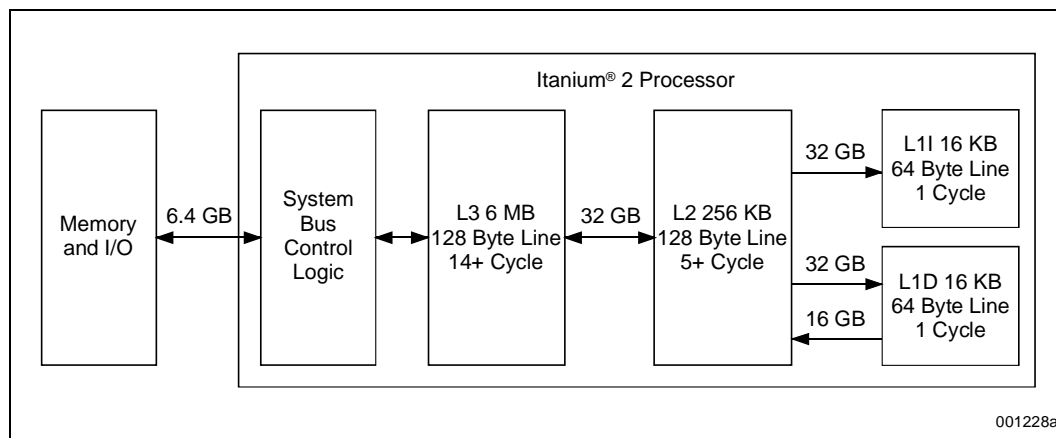 Itanium® 2 Processor
Memory
and I/O
6.4 GB
System
Bus
Control
Logic
L3 6 MB
128 Byte Line
14+ Cycle
32 GB
L2 256 KB
128 Byte Line
5+ Cycle
32 GB
L1I 16 KB
64 Byte Line
1 Cycle
32 GB
16 GB
L1D 16 KB
64 Byte Line
1 Cycle
001228a